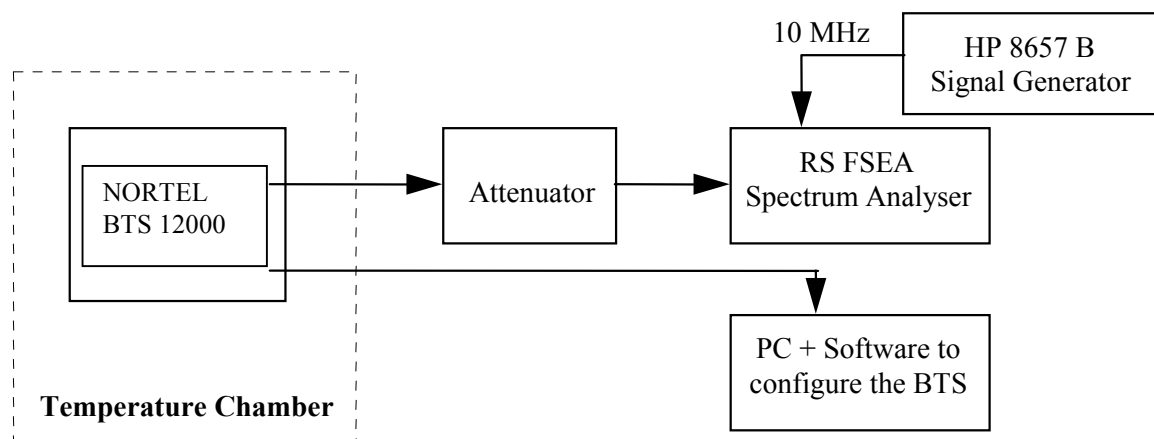 10 MHz
HP 8657 B
Signal Generator
NORTEL
BTS 12000
Attenuator
RS FSEA
Spectrum Analyser
PC + Software to
configure the BTS
Temperature Chamber